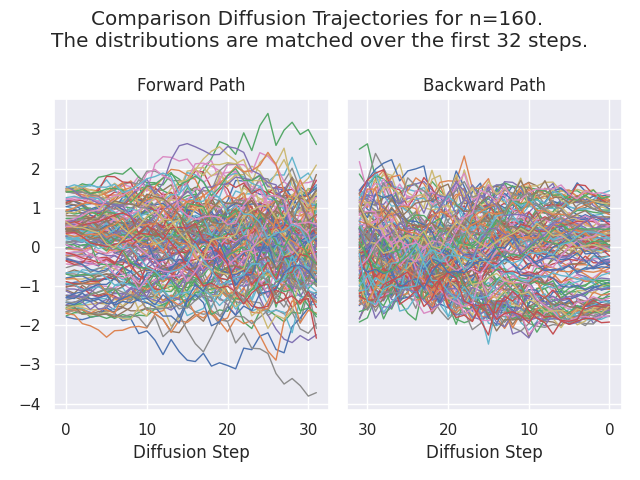 Comparison Diffusion Trajectories for n=160.
The distributions are matched over the first 32 steps.
Forward Path
Backward Path
3
2
1
0
−1
−2
−3
−4
0 10 20 30
30 20 10 0
Diffusion Step
Diffusion Step